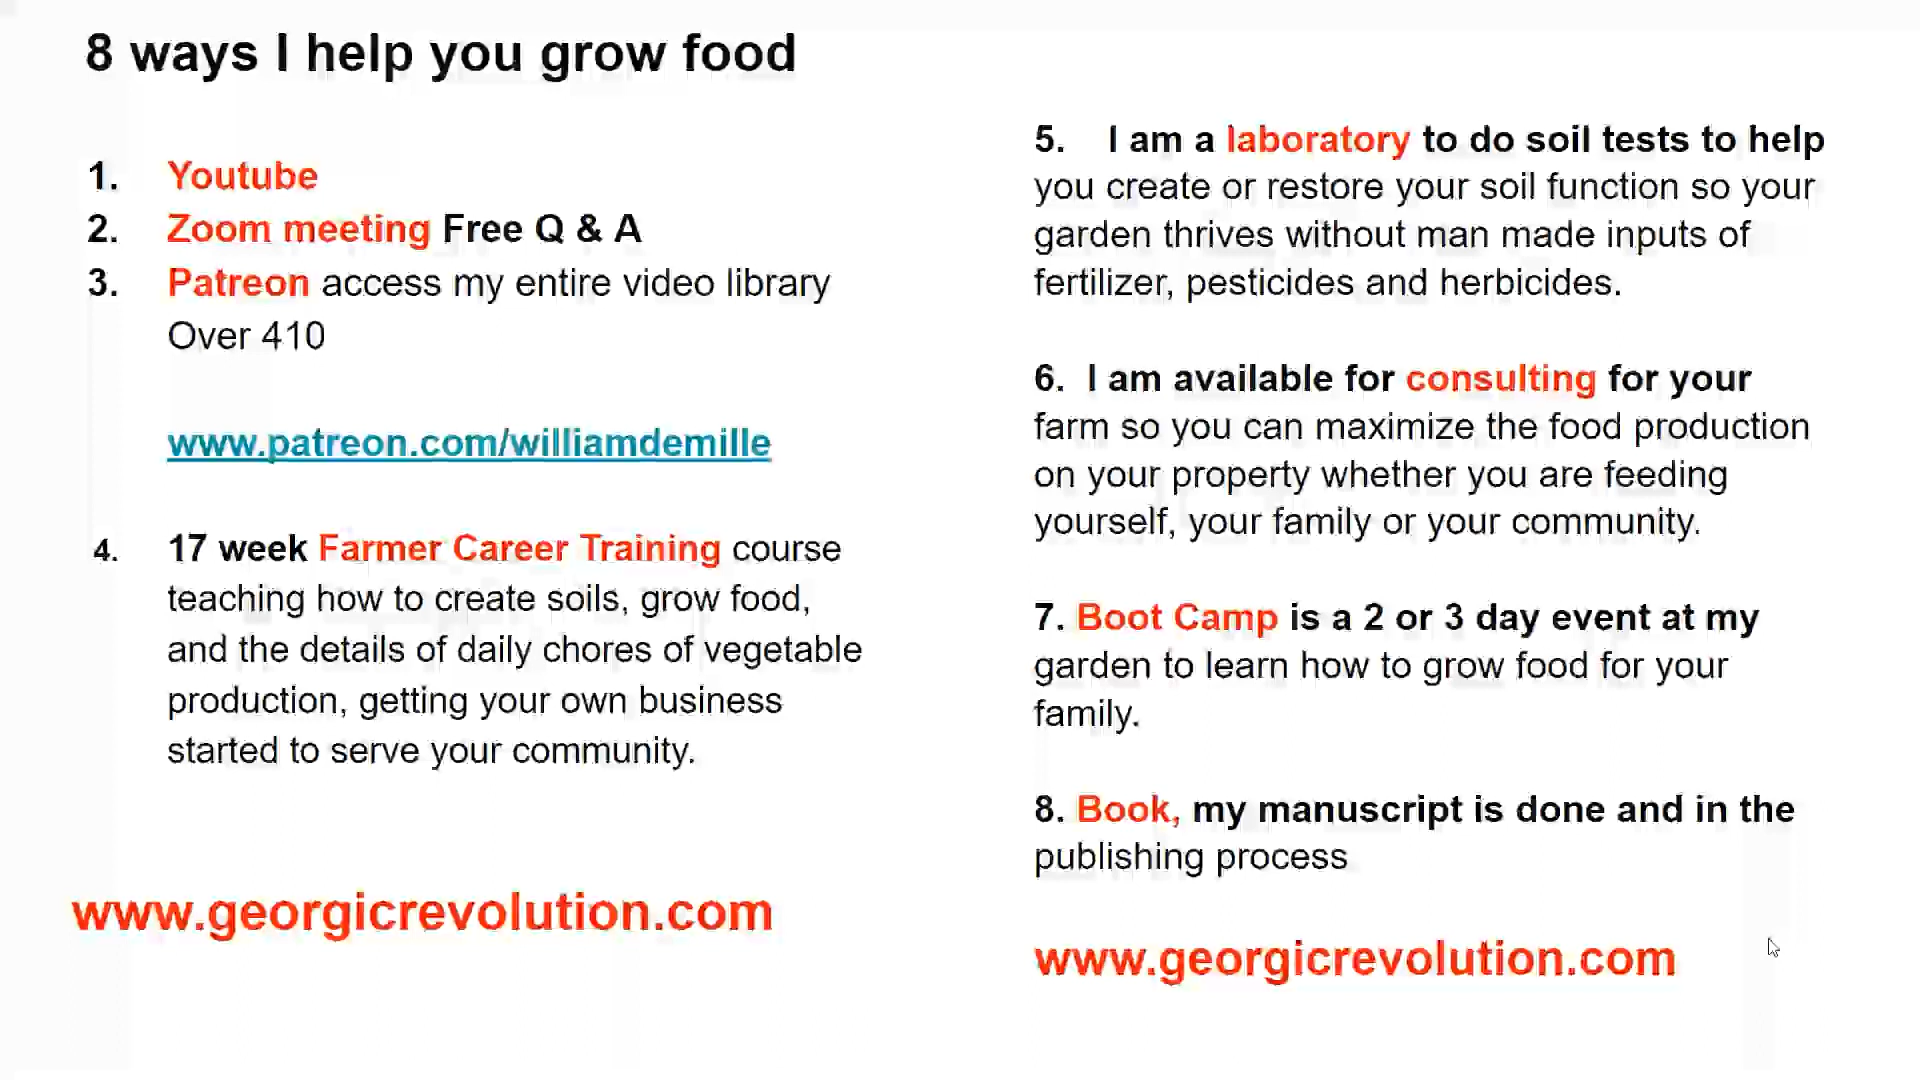 8 ways I help you grow food
1. Youtube
2. Zoom meeting Free Q & A
3. Patreon access my entire video library
Over 410
www.patreon.com/williamdemille
4. 17 week Farmer Career Training course
teaching how to create soils, grow food,
and the details of daily chores of vegetable
production, getting your own business
started to serve your community.
www.georgicrevolution.com
5. I am a laboratory to do soil tests to help
you create or restore your soil function so your
garden thrives without man made inputs of
fertilizer, pesticides and herbicides.
6. I am available for consulting for your
farm so you can maximize the food production
on your property whether you are feeding
yourself, your family or your community.
7. Boot Camp is a 2 or 3 day event at my
garden to learn how to grow food for your
family.
8. Book, my manuscript is done and in the
publishing process
www.georgicrevolution.com